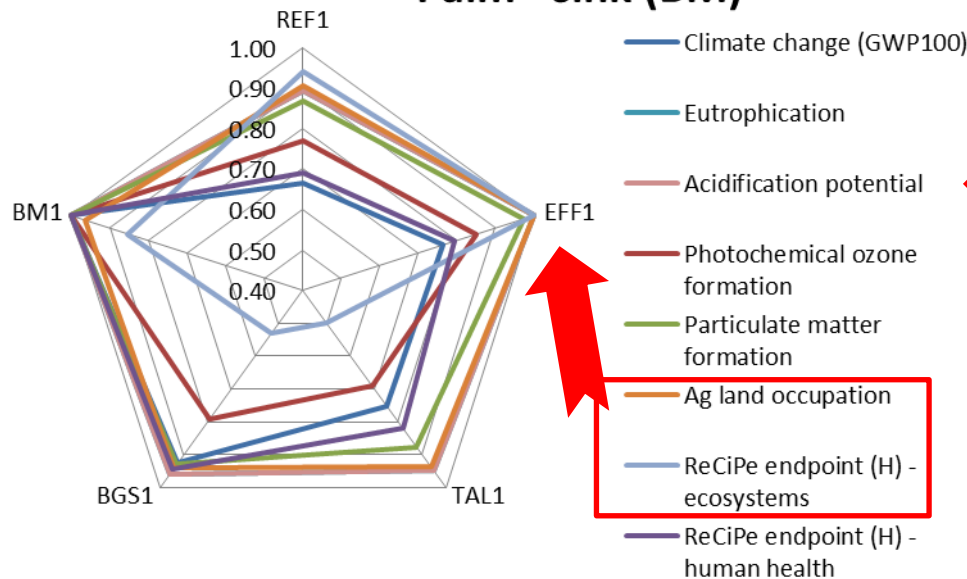 sink (BM)
REF1
1.00
0.90
0.80
0.70
0.60
0.50
0.40
BM1
EFF1
BGS1
TAL1
Climate change (GWP100)
Eutrophication
Acidification potential
Photochemical ozone
formation
Particulate matter
formation
Ag land occupation
ReCiPe endpoint (H) -
ecosystems
ReCiPe endpoint (H) -
human health